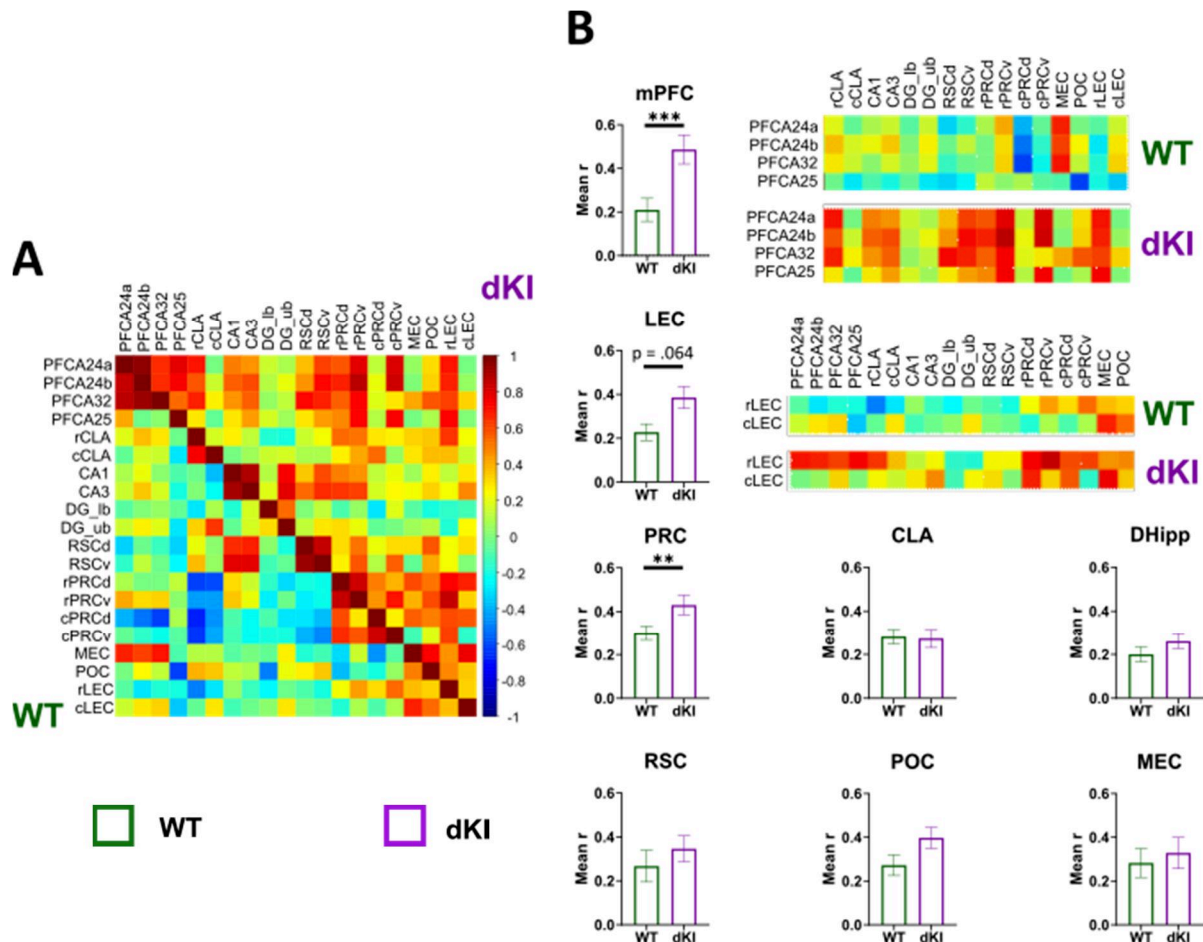 A
dKI
PFCA24a PFCA24b PFCA32 PFCA25 rCLA cCLA CA1 CA3 DG_lb DG_ub RSCd RSCv rPRCd rPRCv cPRCd cPRCv MEC POC rLEC cLEC
PFCA24a
PFCA24b
PFCA32
PFCA25
rCLA
cCLA
CA1
CA3
DG_lb
DG_ub
RSCd
RSCv
rPRCd
rPRCv
cPRCd
cPRCv
MEC
POC
rLEC
cLEC
WT
1
0.8
0.6
0.4
0.2
0
-0.2
-0.4
-0.6
-0.8
-1
WT
dKI
B
mPFC
***
0.6
0.4
0.2
0.0
Mean r
WT dKI
rCLA cCLA CA1 CA3 DG_lb DG_ub RSCd RSCv rPRCd rPRCv cPRCd cPRCv MEC POC rLEC cLEC
PFCA24a
PFCA24b
PFCA32
PFCA25
WT
PFCA24a
PFCA24b
PFCA32
PFCA25
dKI
LEC
p = .064
0.6
0.4
0.2
0.0
Mean r
WT dKI
PFCA24a PFCA24b PFCA32 PFCA25 rCLA cCLA CA1 CA3 DG_lb DG_ub RSCd RSCv rPRCd rPRCv cPRCd cPRCv MEC POC
rLEC
cLEC
WT
rLEC
cLEC
dKI
PRC
**
0.6
0.4
0.2
0.0
Mean r
WT dKI
CLA
0.6
0.4
0.2
0.0
Mean r
WT dKI
DHipp
0.6
0.4
0.2
0.0
Mean r
WT dKI
RSC
0.6
0.4
0.2
0.0
Mean r
WT dKI
POC
0.6
0.4
0.2
0.0
Mean r
WT dKI
MEC
0.6
0.4
0.2
0.0
Mean r
WT dKI